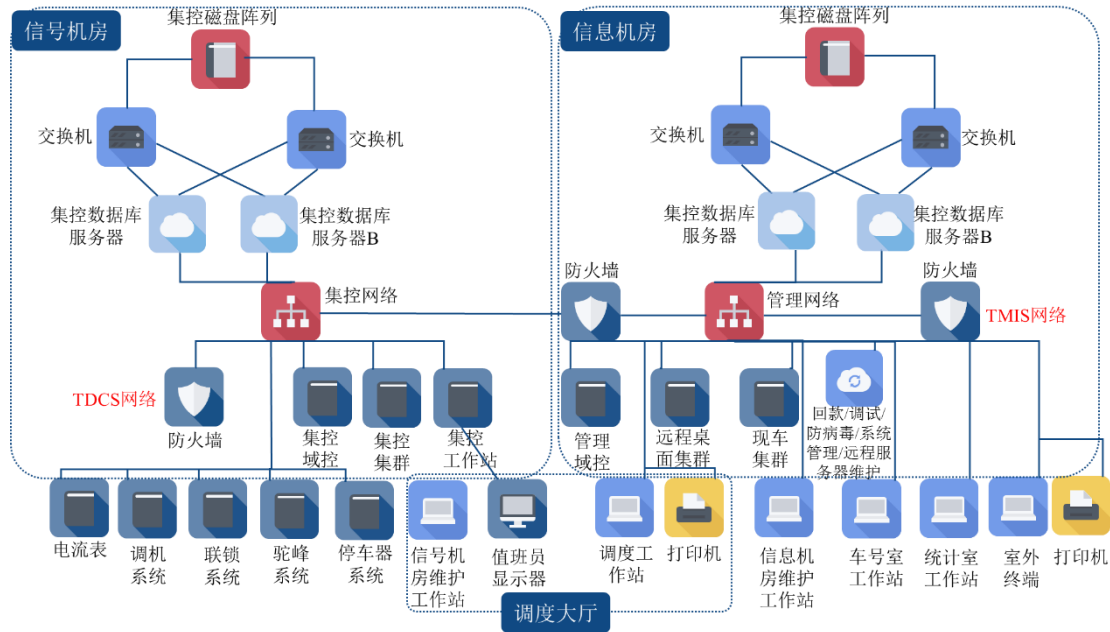 信号机房
集控磁盘阵列
交换机
交换机
集控数据库
服务器
集控数据库
服务器B
集控网络
TDCS网络
防火墙
集控
域控
集控
集群
集控
工作站
电流表
调机
系统
联锁
系统
驼峰
系统
停车器
系统
信号机
房维护
工作站
值班员
显示器
信息机房
集控磁盘阵列
交换机
交换机
集控数据库
服务器
集控数据库
服务器B
防火墙
管理网络
防火墙
TMIS网络
管理
域控
远程桌
面集群
现车
集群
回款/调试/
防病毒/系统
管理/远程服
务器维护
调度工
作站
打印机
信息机
房维护
工作站
车号室
工作站
统计室
工作站
室外
终端
打印机
调度大厅